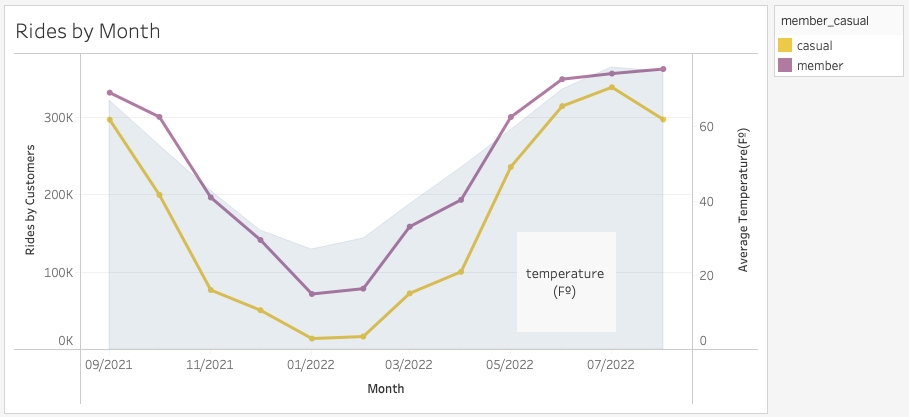 Rides by Month
member_casual
casual
member
Rides by Customers
300K
200K
100K
0K
60
40
20
0
Average Temperature(Fº)
temperature
(Fº)
09/2021
11/2021
01/2022
03/2022
05/2022
07/2022
Month